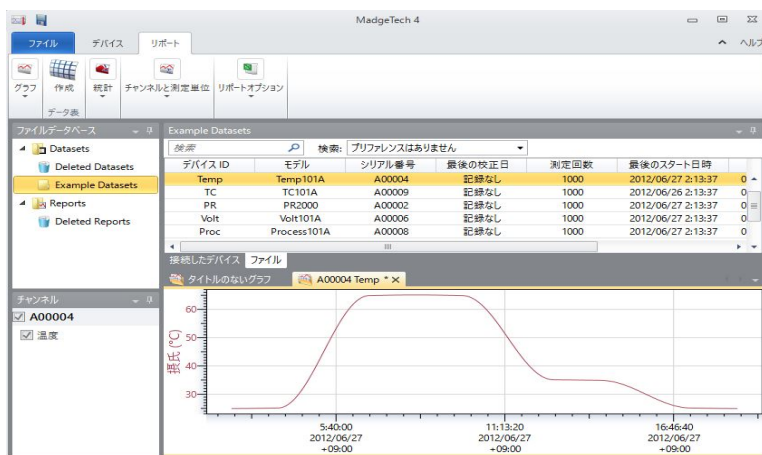 MadgeTech 4
ファイル デバイス リポート
グラフ 作成 統計 チャンネルと測定単位 リポートオプション
データ表
ファイルデータベース
Datasets
Deleted Datasets
Example Datasets
Reports
Deleted Reports
チャンネル
A00004
温度
Example Datasets
検索 検索: プリファレンスはありません
デバイス ID モデル シリアル番号 最後の校正日 測定回数 最後のスタート日時
Temp Temp101A A00004 記録なし 1000 2012/06/27 2:13:37 0
TC TC101A A00009 記録なし 1000 2012/06/26 2:13:37 0
PR PR2000 A00002 記録なし 1000 2012/06/27 2:13:37 0
Volt Volt101A A00006 記録なし 1000 2012/06/27 2:13:37 0
Proc Process101A A00008 記録なし 1000 2012/06/27 2:13:37 0
接続したデバイス ファイル
タイトルのないグラフ A00004 Temp *
摂氏 (°C)
60
50
40
30
5:40:00 11:13:20 16:46:40
2012/06/27 2012/06/27 2012/06/27
+09:00 +09:00 +09:00